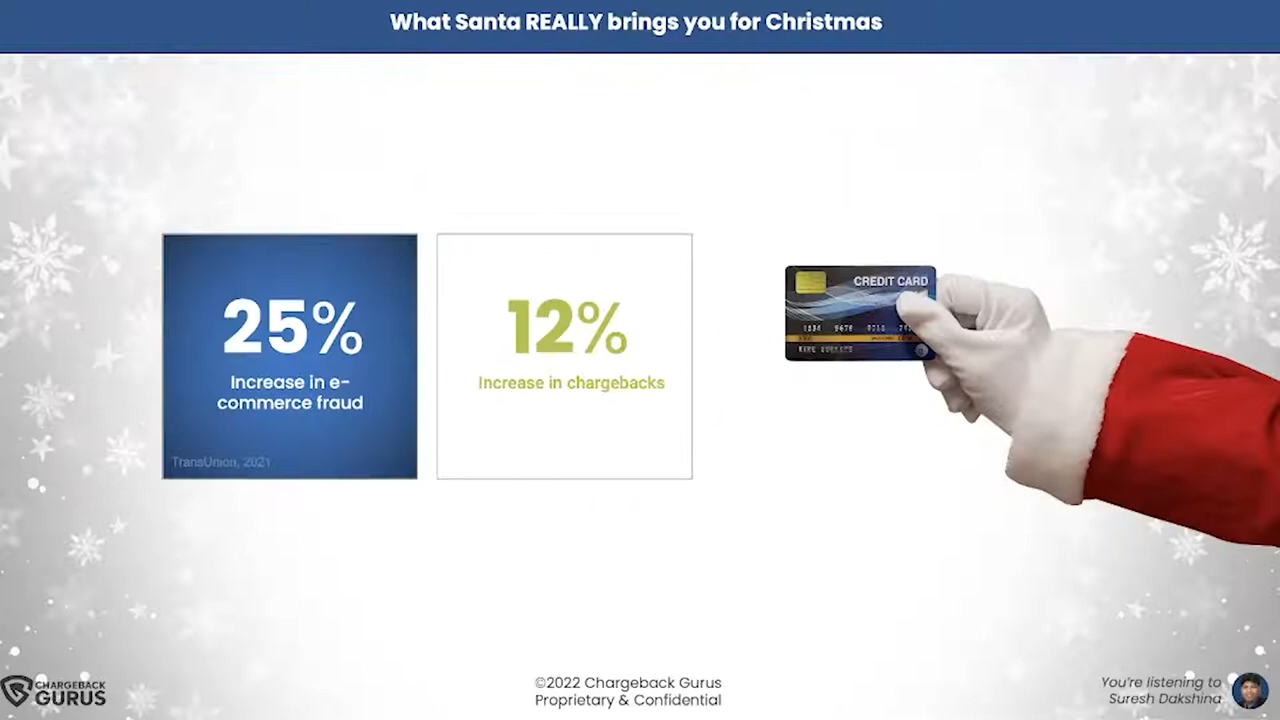 What Santa REALLY brings you for Christmas
25%
Increase in e-
commerce fraud
TransUnion, 2021
12%
Increase in chargebacks
CREDIT CARD
CHARGEBACK
GURUS
©2022 Chargeback Gurus
Proprietary & Confidential
You're listening to
Suresh Dakshina